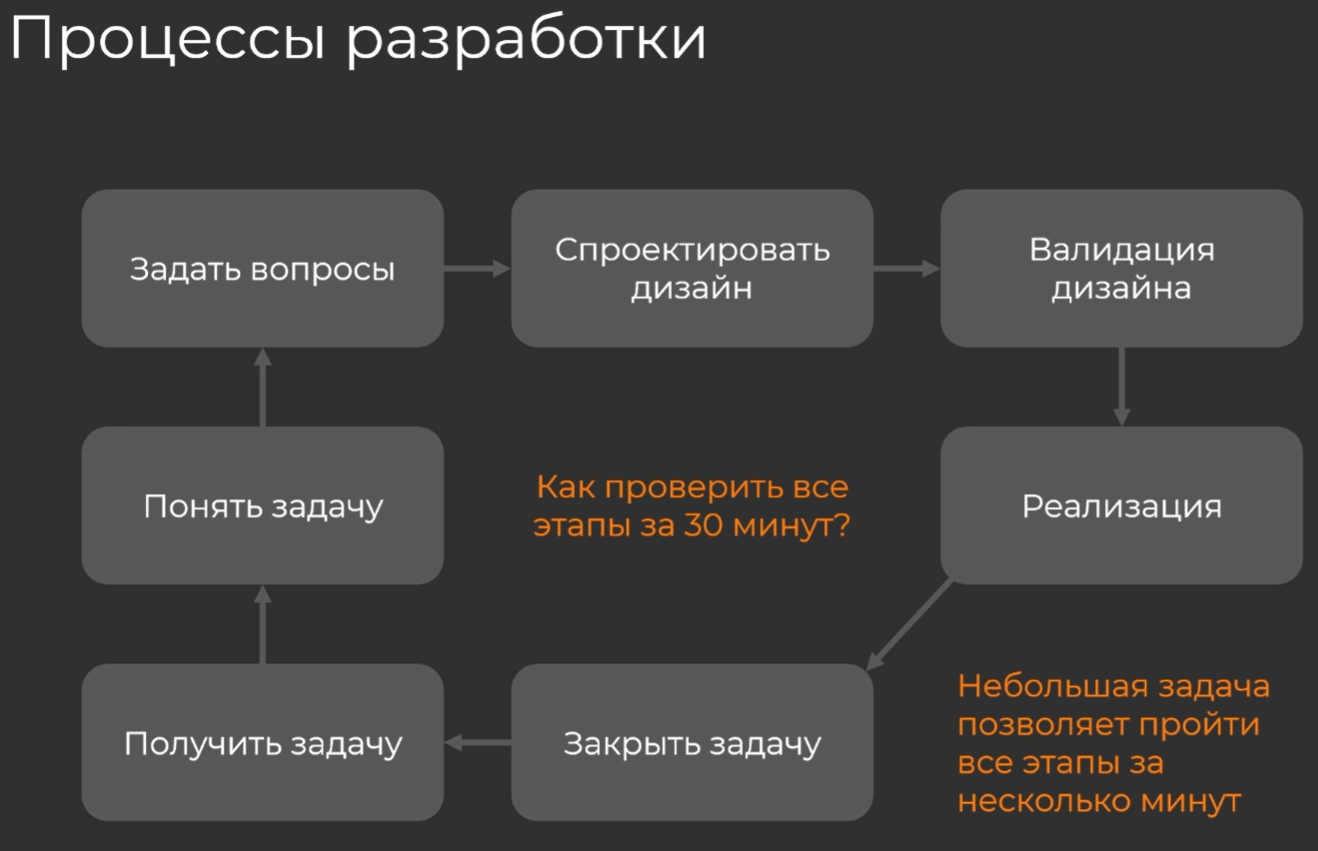 Процессы разработки
Задать вопросы
Спроектировать
дизайн
Валидация
дизайна
Понять задачу
Как проверить все
этапы за 30 минут?
Реализация
Получить задачу
Закрыть задачу
Небольшая задача
позволяет пройти
все этапы за
несколько минут